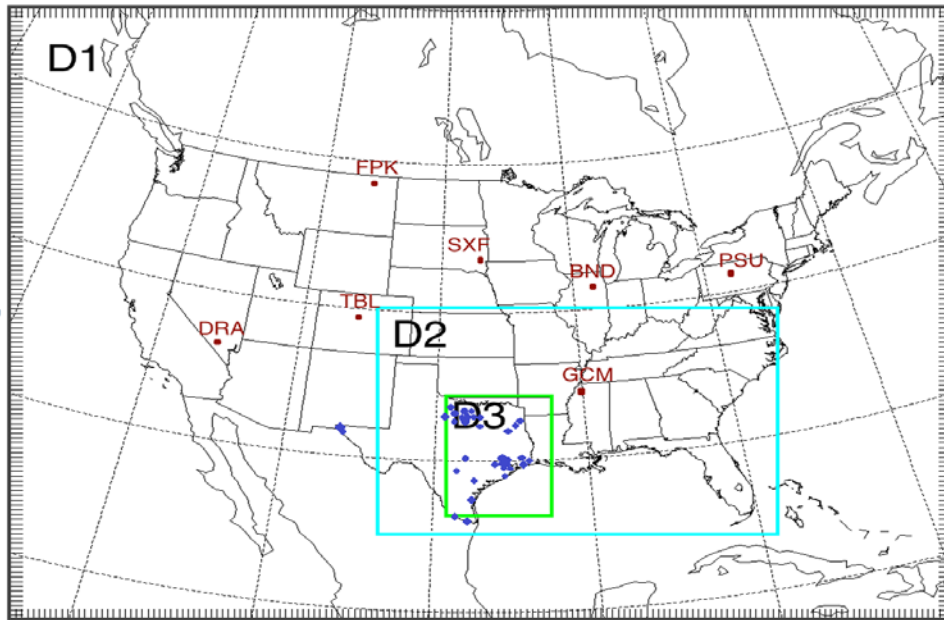 D1
FPK
SXF
BND
PSU
TBL
DRA
D2
GCM
D3